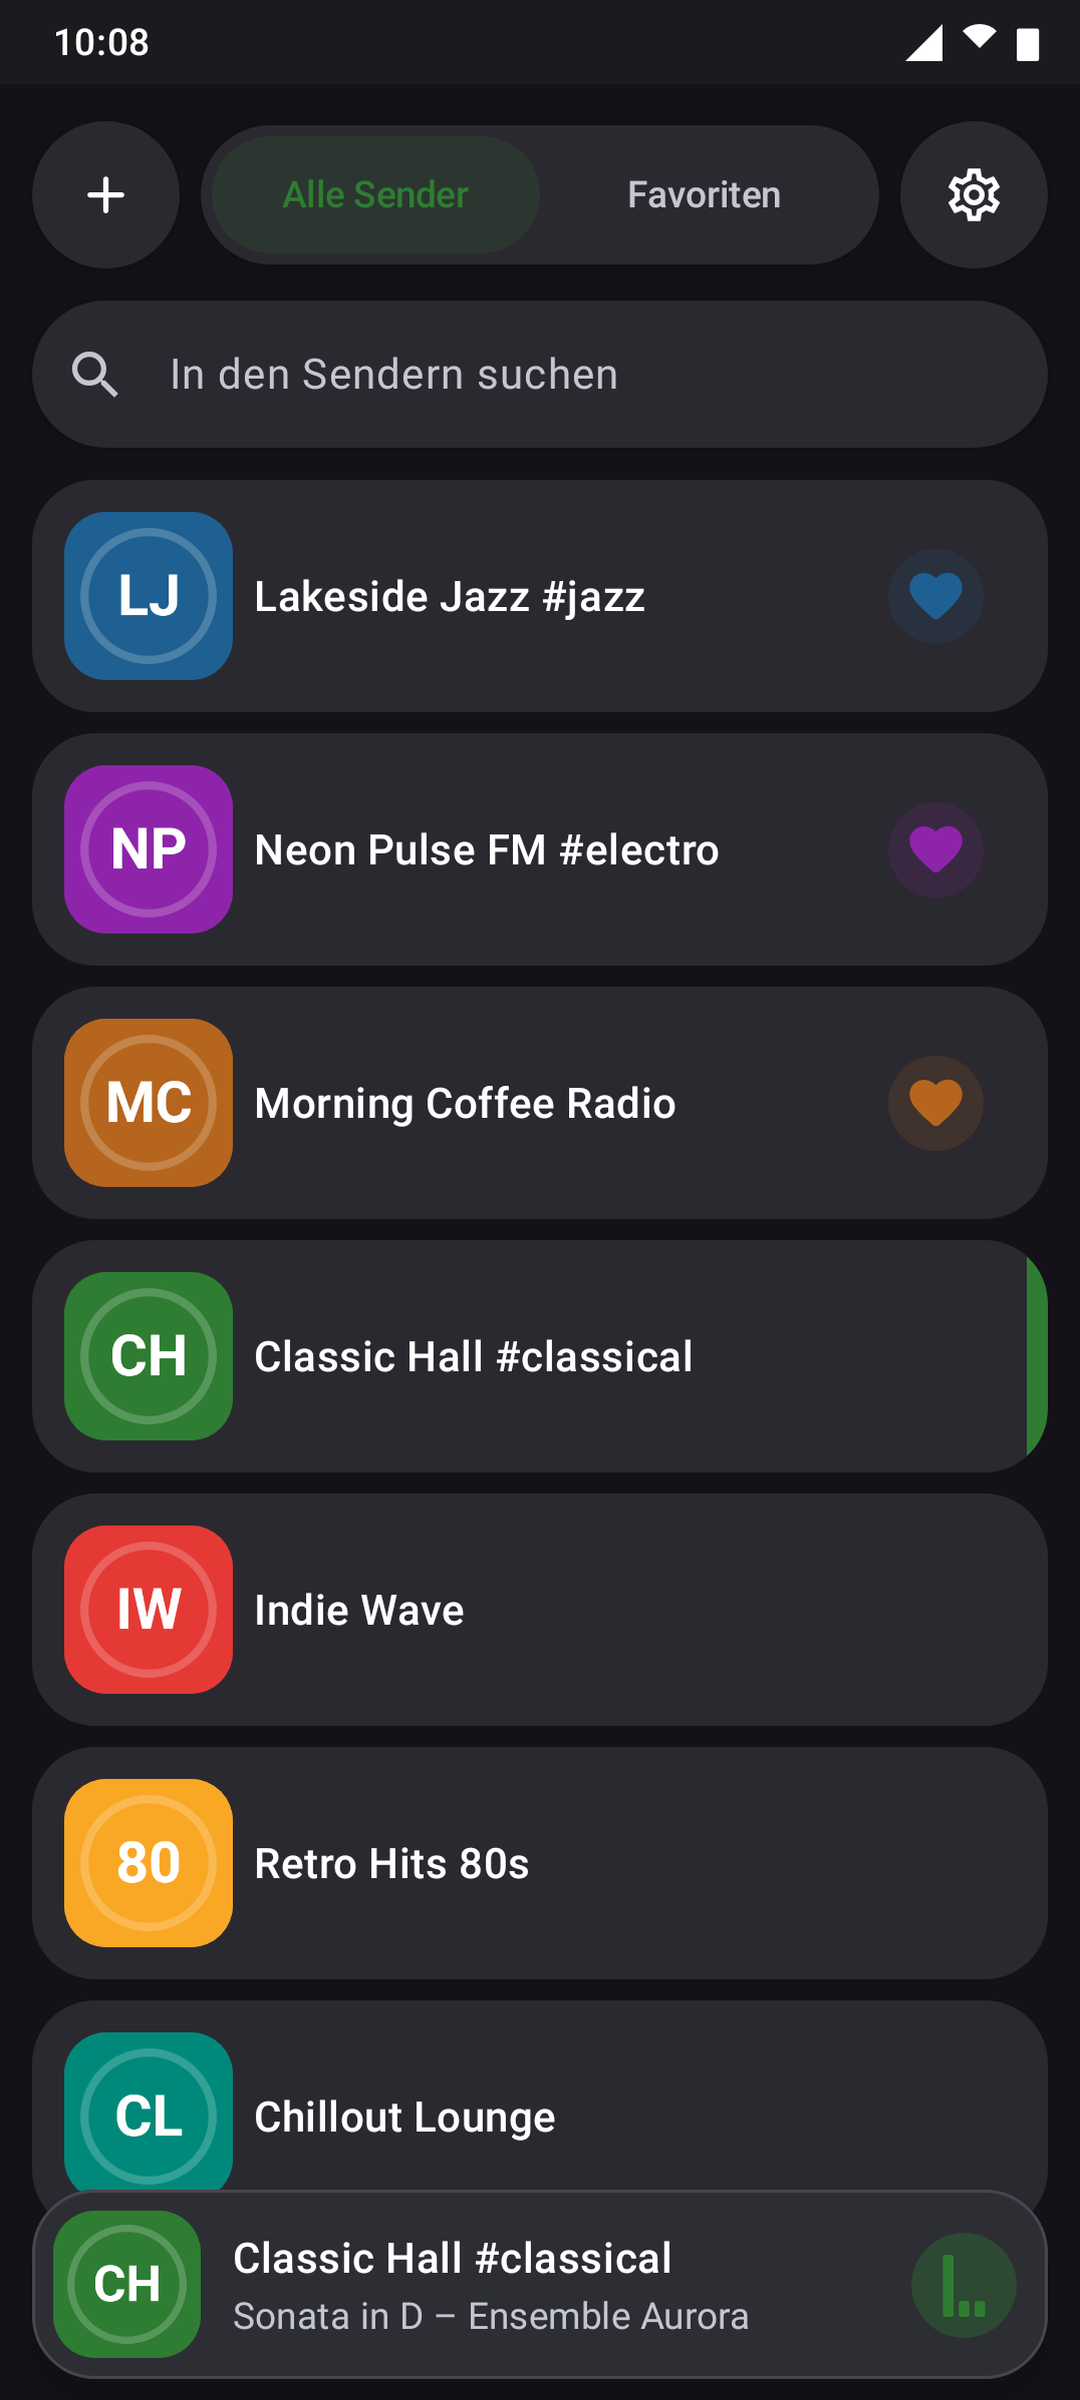 10:08
Alle Sender
Favoriten
In den Sendern suchen
LJ
Lakeside Jazz #jazz
NP
Neon Pulse FM #electro
MC
Morning Coffee Radio
CH
Classic Hall #classical
IW
Indie Wave
80
Retro Hits 80s
CL
Chillout Lounge
CH
Classic Hall #classical
Sonata in D – Ensemble Aurora